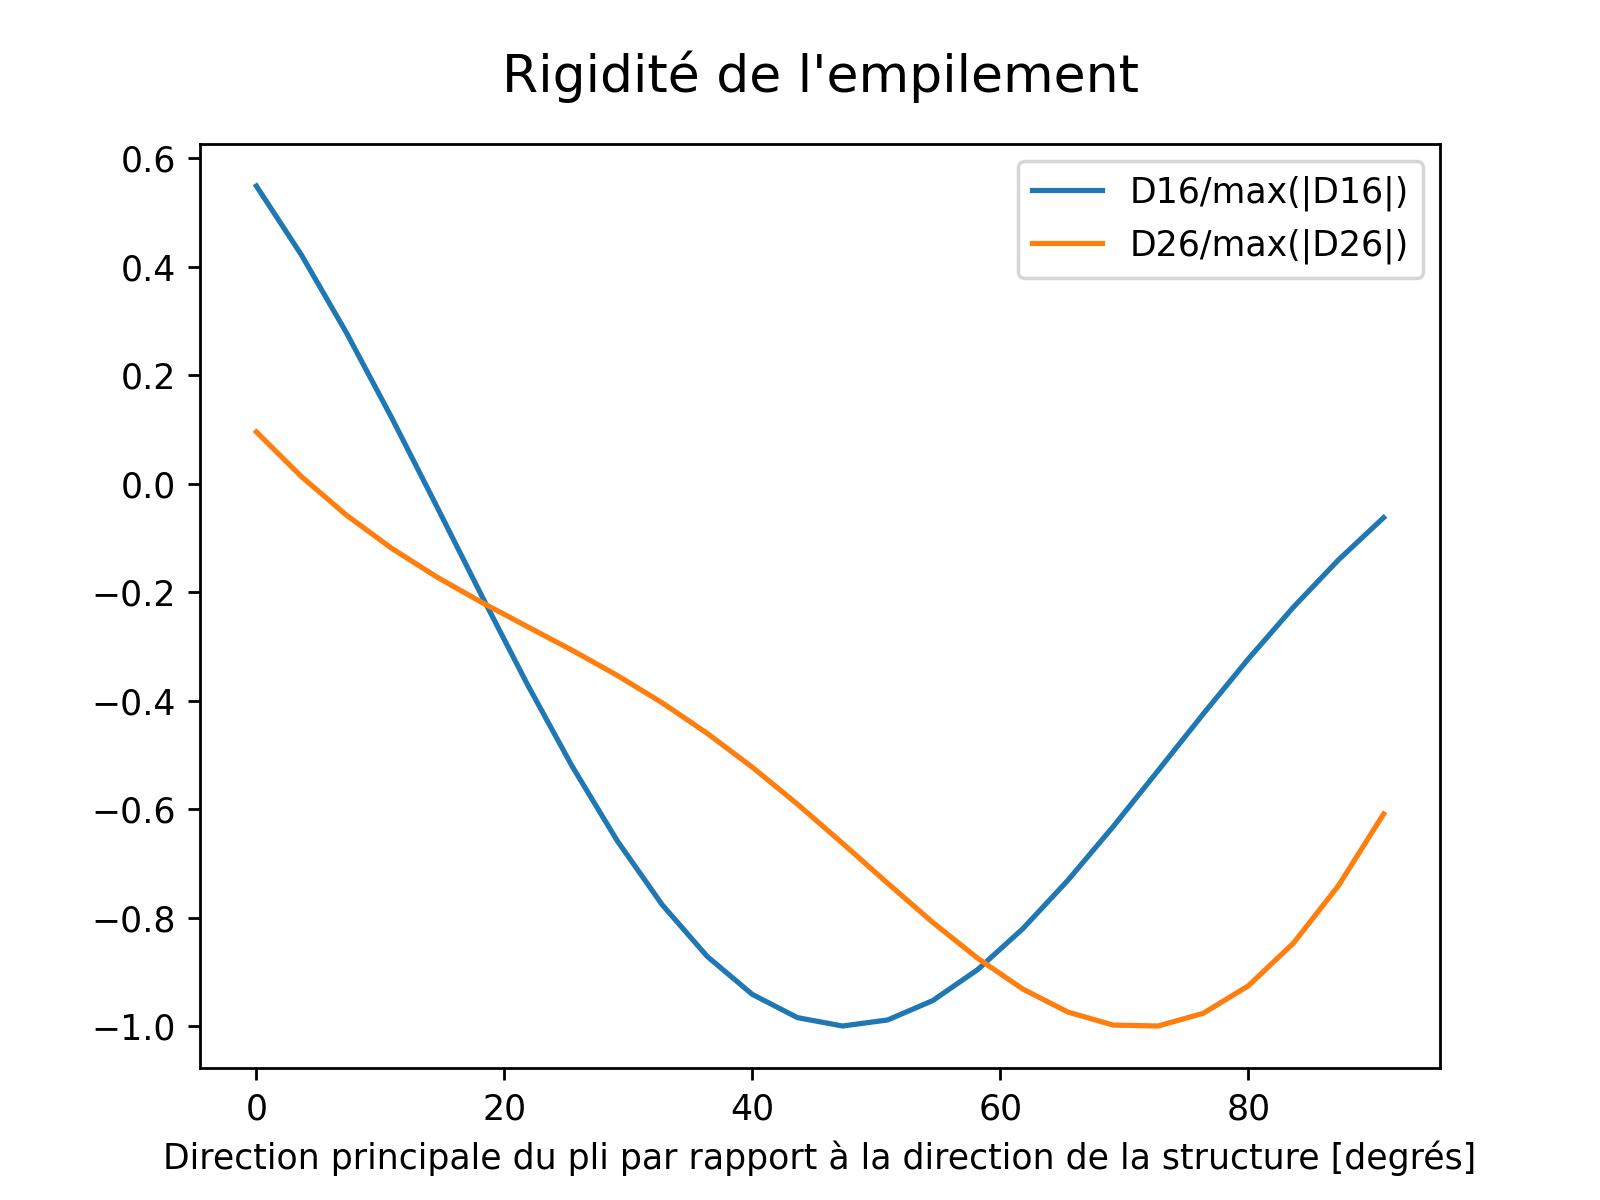 Rigidité de l'empilement
D16/max(|D16|)
D26/max(|D26|)
0.6
0.4
0.2
0.0
−0.2
−0.4
−0.6
−0.8
−1.0
0 20 40 60 80
Direction principale du pli par rapport à la direction de la structure [degrés]